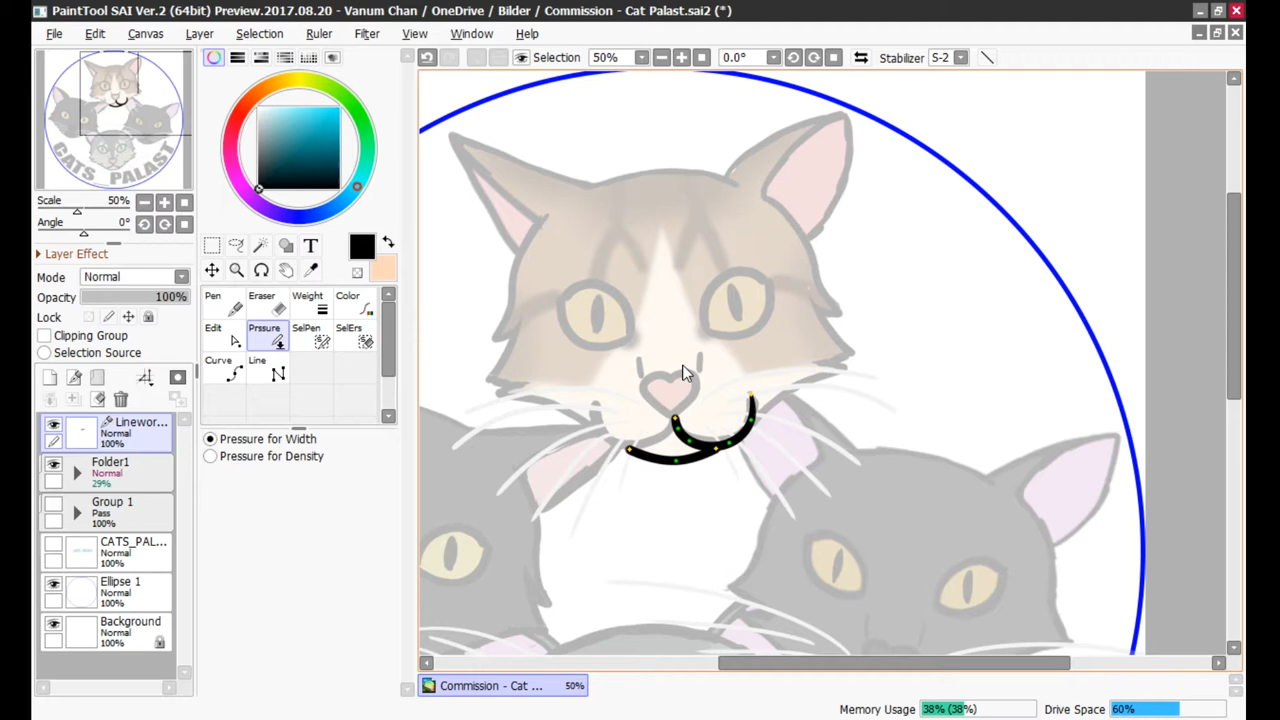 PaintTool SAI Ver.2 (64bit) Preview.2017.08.20 - Vanum Chan / OneDrive / Bilder / Commission - Cat Palast.sai2 (*)
File Edit Canvas Layer Selection Ruler Filter View Window Help
Selection 50% 0.0° Stabilizer S-2
CATS PALAST
Scale 50%
Angle 0°
Layer Effect
Mode Normal
Opacity 100%
Lock
Clipping Group
Selection Source
T
Pen Eraser Weight Color
Edit Prssure SelPen SelErs
Curve Line
Pressure for Width
Pressure for Density
Linewor...
Normal
100%
Folder1
Normal
29%
Group 1
Pass
100%
CATS_PAL...
Normal
100%
Ellipse 1
Normal
100%
Background
Normal
100%
Commission - Cat ... 50%
Memory Usage 38% (38%) Drive Space 60%